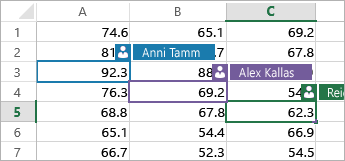 A B C
1 74.6 65.1 69.2
2 81 Anni Tamm .7 67.8
3 92.3 88 Alex Kallas
4 76.3 69.2 54
5 68.8 67.8 62.3
6 65.1 54.4 66.9
7 66.7 52.3 54.5